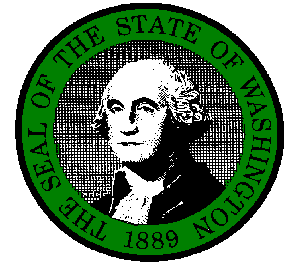 THE SEAL OF THE STATE OF WASHINGTON
1889